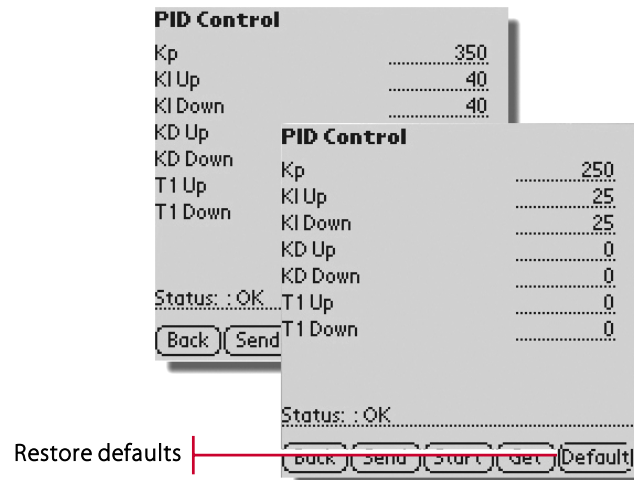 PID Control
Kp 350
KI Up 40
KI Down 40
KD Up
KD Down
T1 Up
T1 Down
Status: : OK
Back Send
PID Control
Kp 250
KI Up 25
KI Down 25
KD Up 0
KD Down 0
T1 Up 0
T1 Down 0
Status: : OK
Back Send Start Get Default
Restore defaults